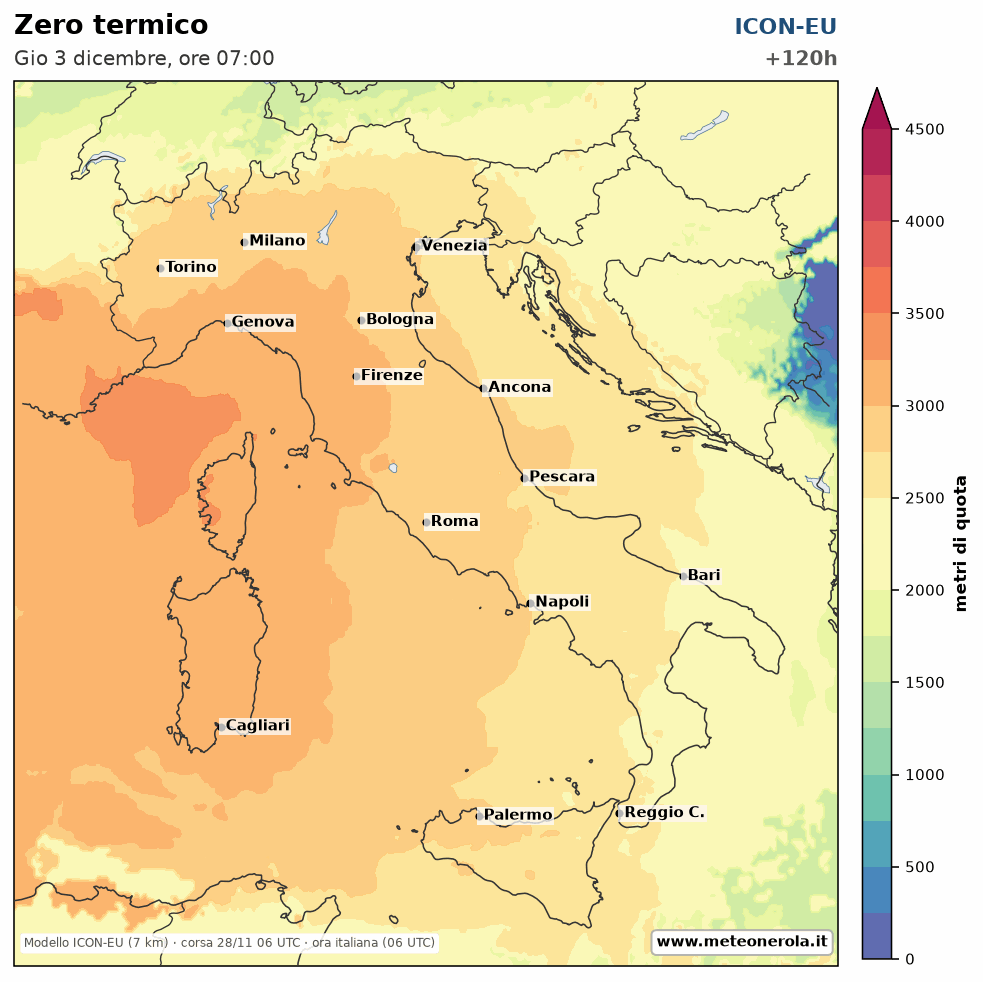 Zero termico
ICON-EU
Gio 3 dicembre, ore 07:00
+120h
4500
4000
3500
3000
2500
2000
1500
1000
500
0
metri di quota
Milano
Venezia
Torino
Genova
Bologna
Firenze
Ancona
Pescara
Roma
Bari
Napoli
Cagliari
Palermo
Reggio C.
Modello ICON-EU (7 km) · corsa 28/11 06 UTC · ora italiana (06 UTC)
www.meteonerola.it